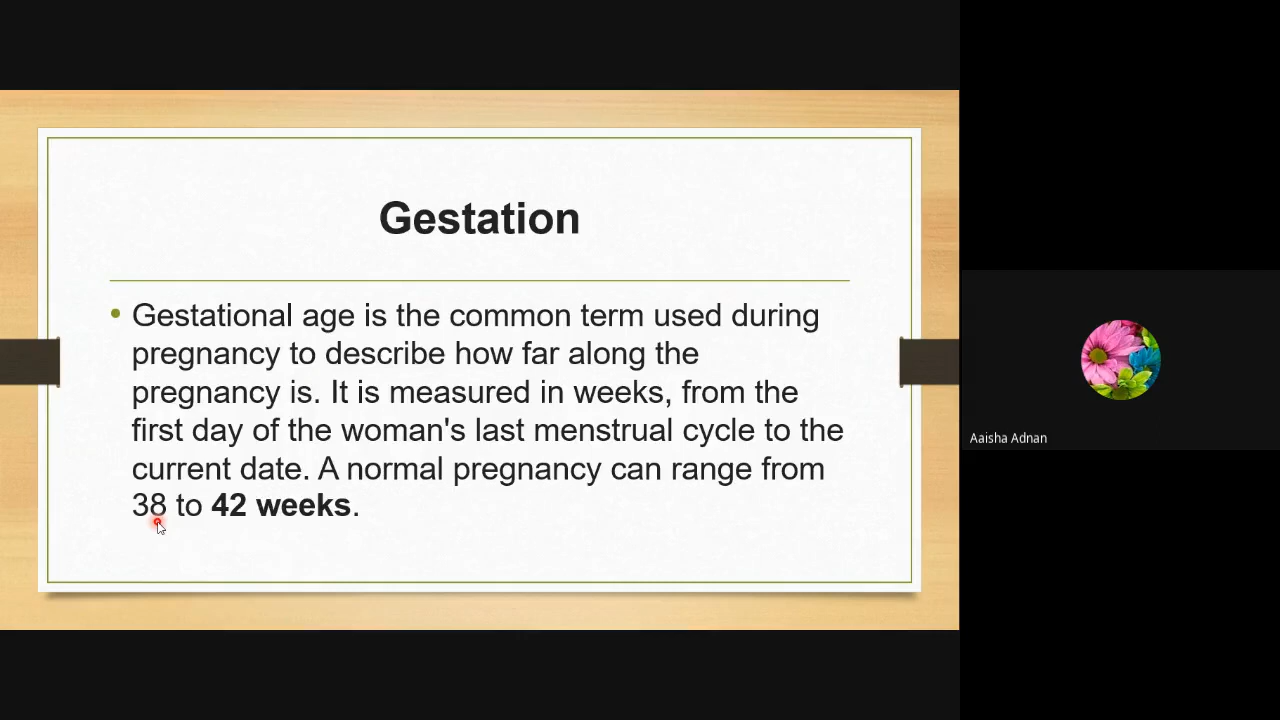 Gestation
Gestational age is the common term used during
pregnancy to describe how far along the
pregnancy is. It is measured in weeks, from the
first day of the woman's last menstrual cycle to the
current date. A normal pregnancy can range from
38 to 42 weeks.
Aaisha Adnan